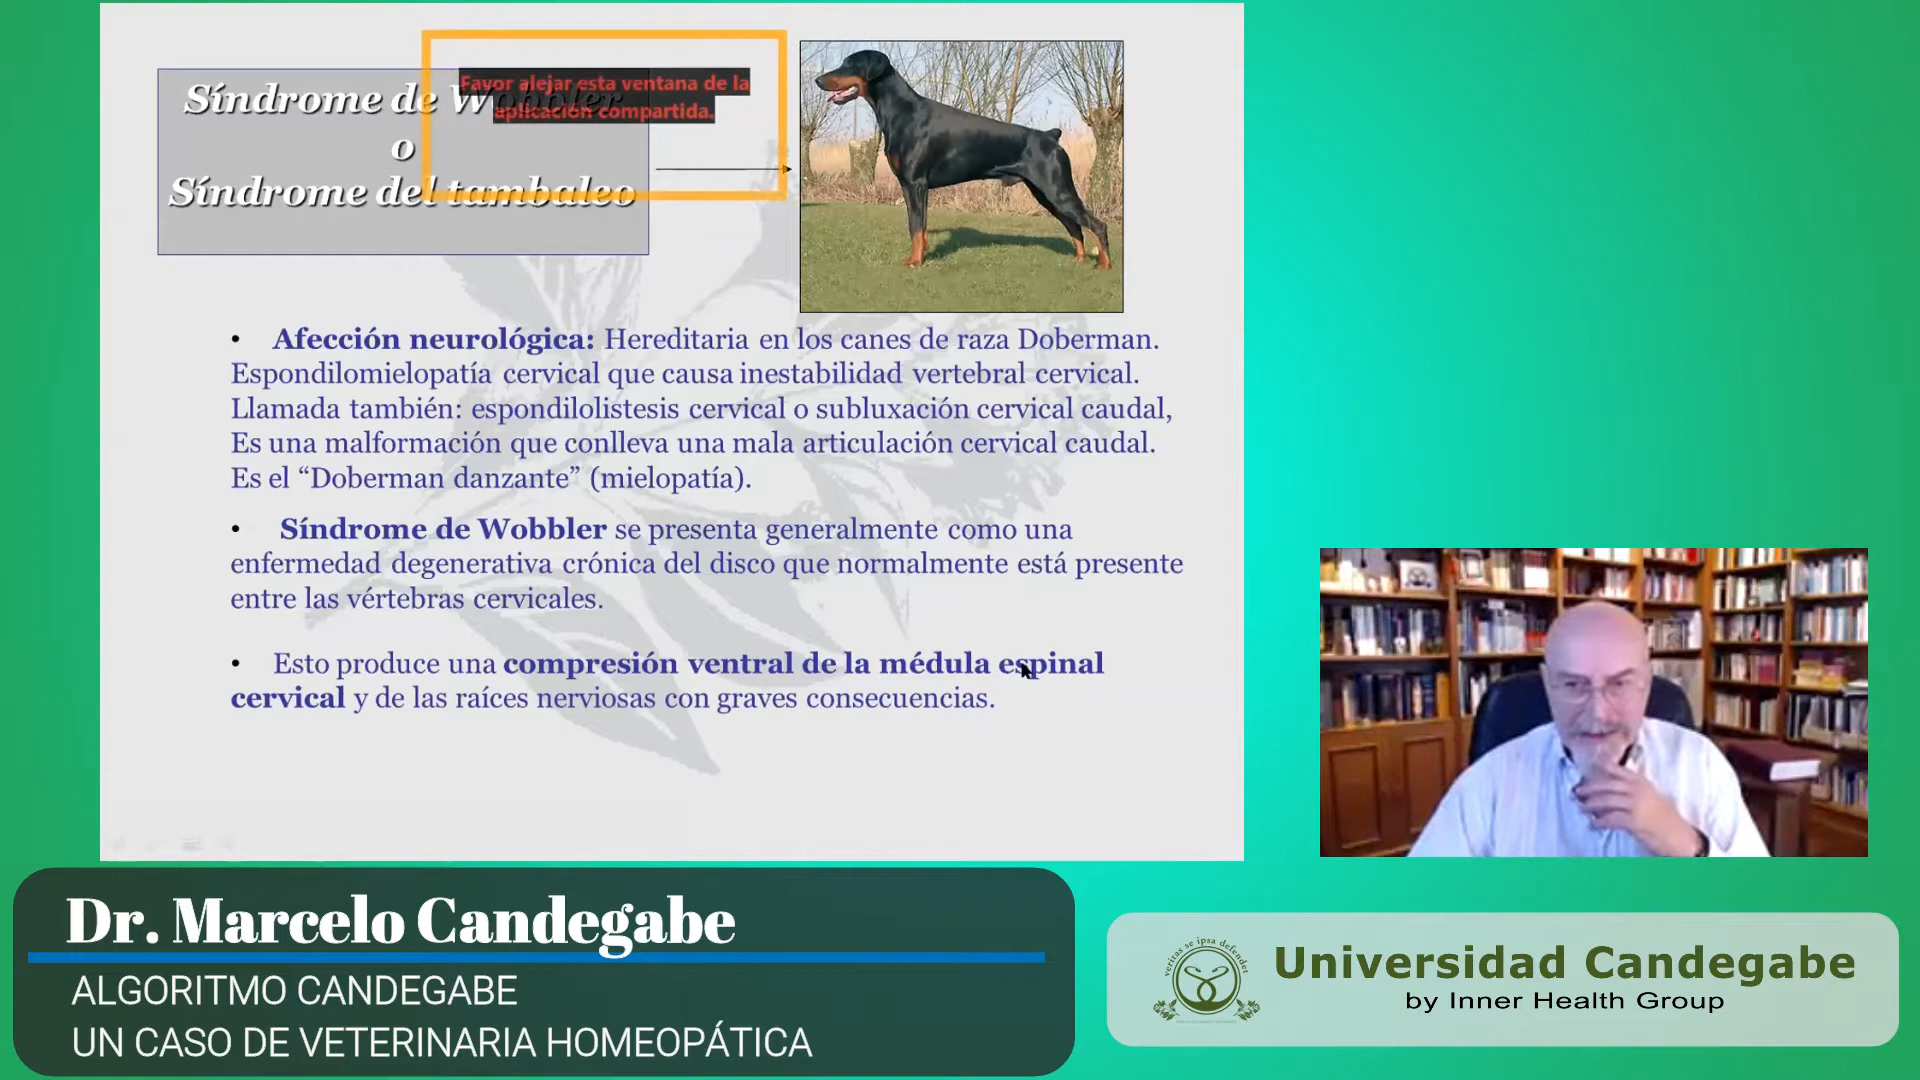 Síndrome de Wobbler
o
Síndrome del tambaleo
Favor alejar esta ventana de la
aplicación compartida.
• Afección neurológica: Hereditaria en los canes de raza Doberman.
Espondilomielopatía cervical que causa inestabilidad vertebral cervical.
Llamada también: espondilolistesis cervical o subluxación cervical caudal,
Es una malformación que conlleva una mala articulación cervical caudal.
Es el “Doberman danzante” (mielopatía).
• Síndrome de Wobbler se presenta generalmente como una
enfermedad degenerativa crónica del disco que normalmente está presente
entre las vértebras cervicales.
• Esto produce una compresión ventral de la médula espinal
cervical y de las raíces nerviosas con graves consecuencias.
Dr. Marcelo Candegabe
ALGORITMO CANDEGABE
UN CASO DE VETERINARIA HOMEOPÁTICA
veritas se ipsa defendet
Universidad Candegabe
by Inner Health Group